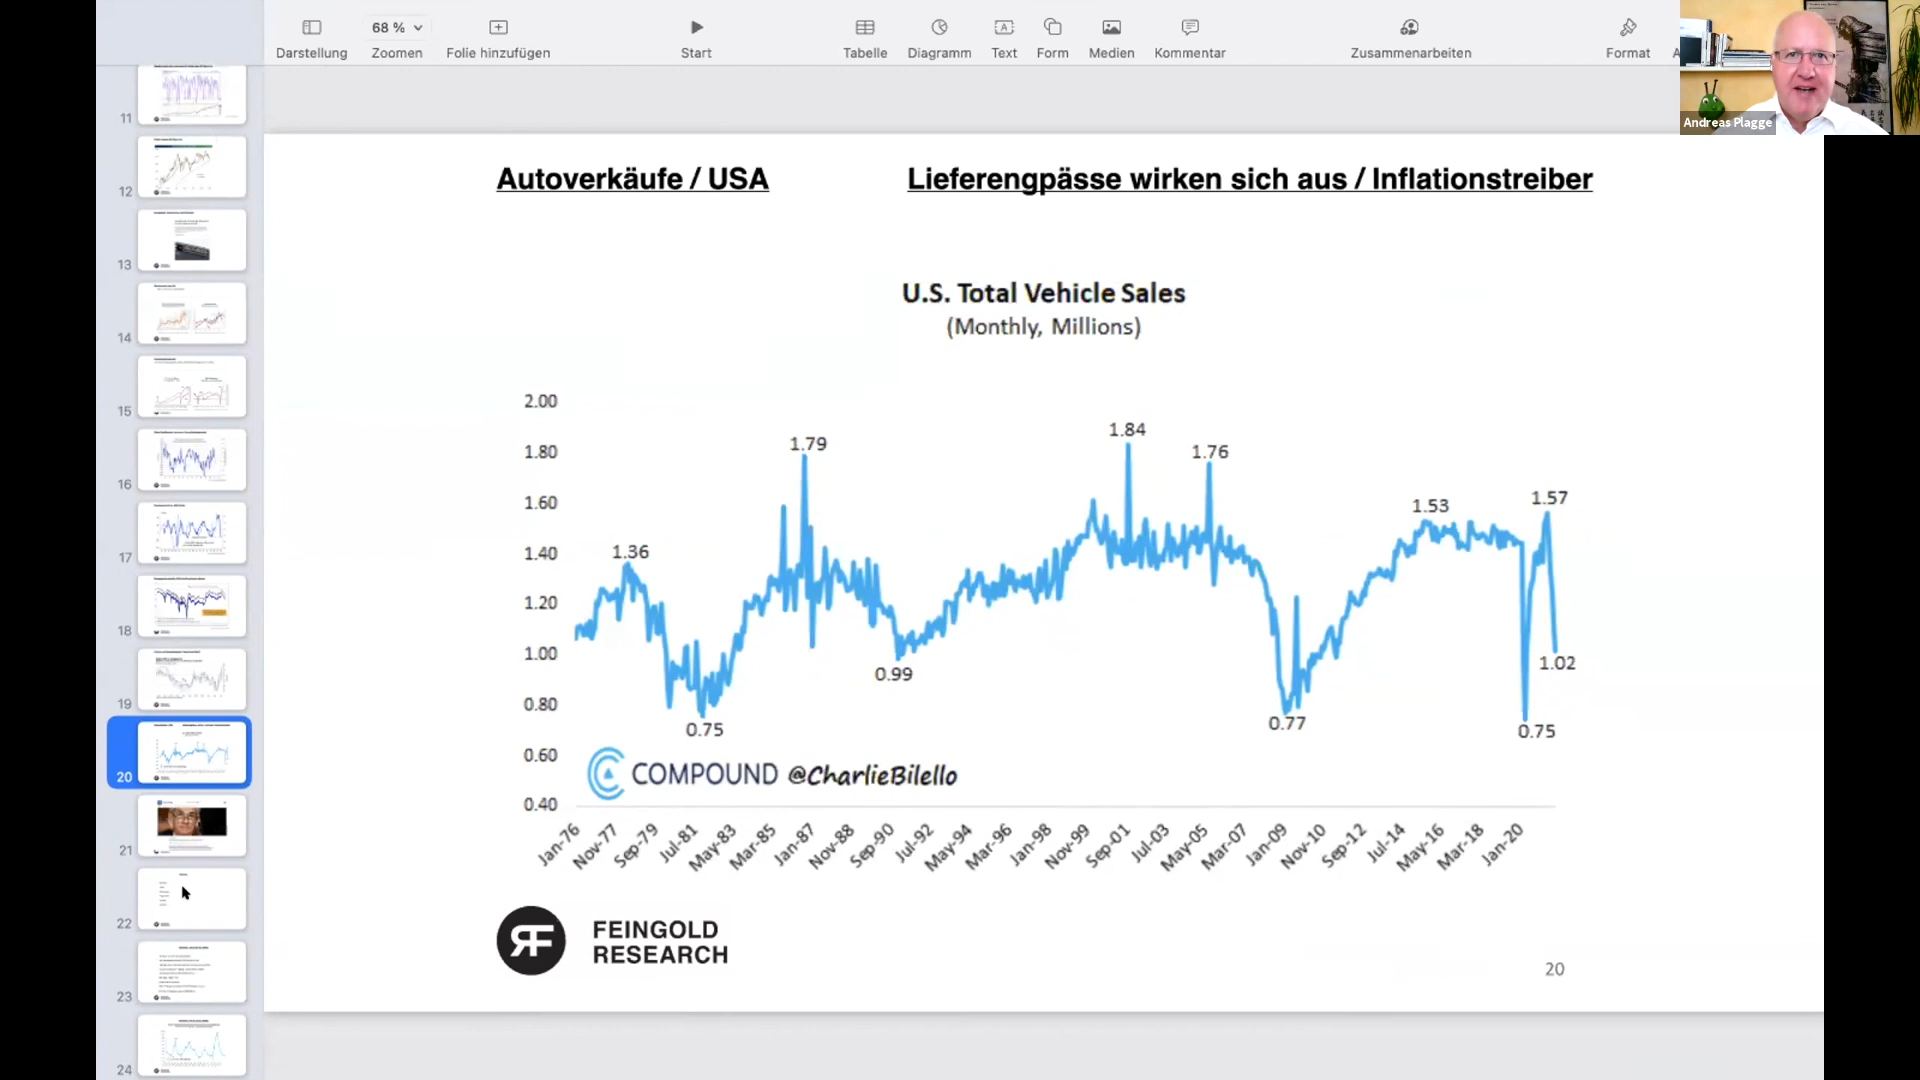 68 %
Darstellung
Zoomen
Folie hinzufügen
Start
Tabelle
Diagramm
Text
Form
Medien
Kommentar
Zusammenarbeiten
Format
Andreas Plagge
11
12
13
14
15
16
17
18
19
20
21
22
23
24
Autoverkäufe / USA
Lieferengpässe wirken sich aus / Inflationstreiber
U.S. Total Vehicle Sales
(Monthly, Millions)
2.00
1.80
1.60
1.40
1.20
1.00
0.80
0.60
0.40
1.36
0.75
1.79
0.99
1.84
1.76
0.77
1.53
1.57
0.75
1.02
COMPOUND @CharlieBilello
Jan-76
Nov-77
Sep-79
Jul-81
May-83
Mar-85
Jan-87
Nov-88
Sep-90
Jul-92
May-94
Mar-96
Jan-98
Nov-99
Sep-01
Jul-03
May-05
Mar-07
Jan-09
Nov-10
Sep-12
Jul-14
May-16
Mar-18
Jan-20
FEINGOLD
RESEARCH
20